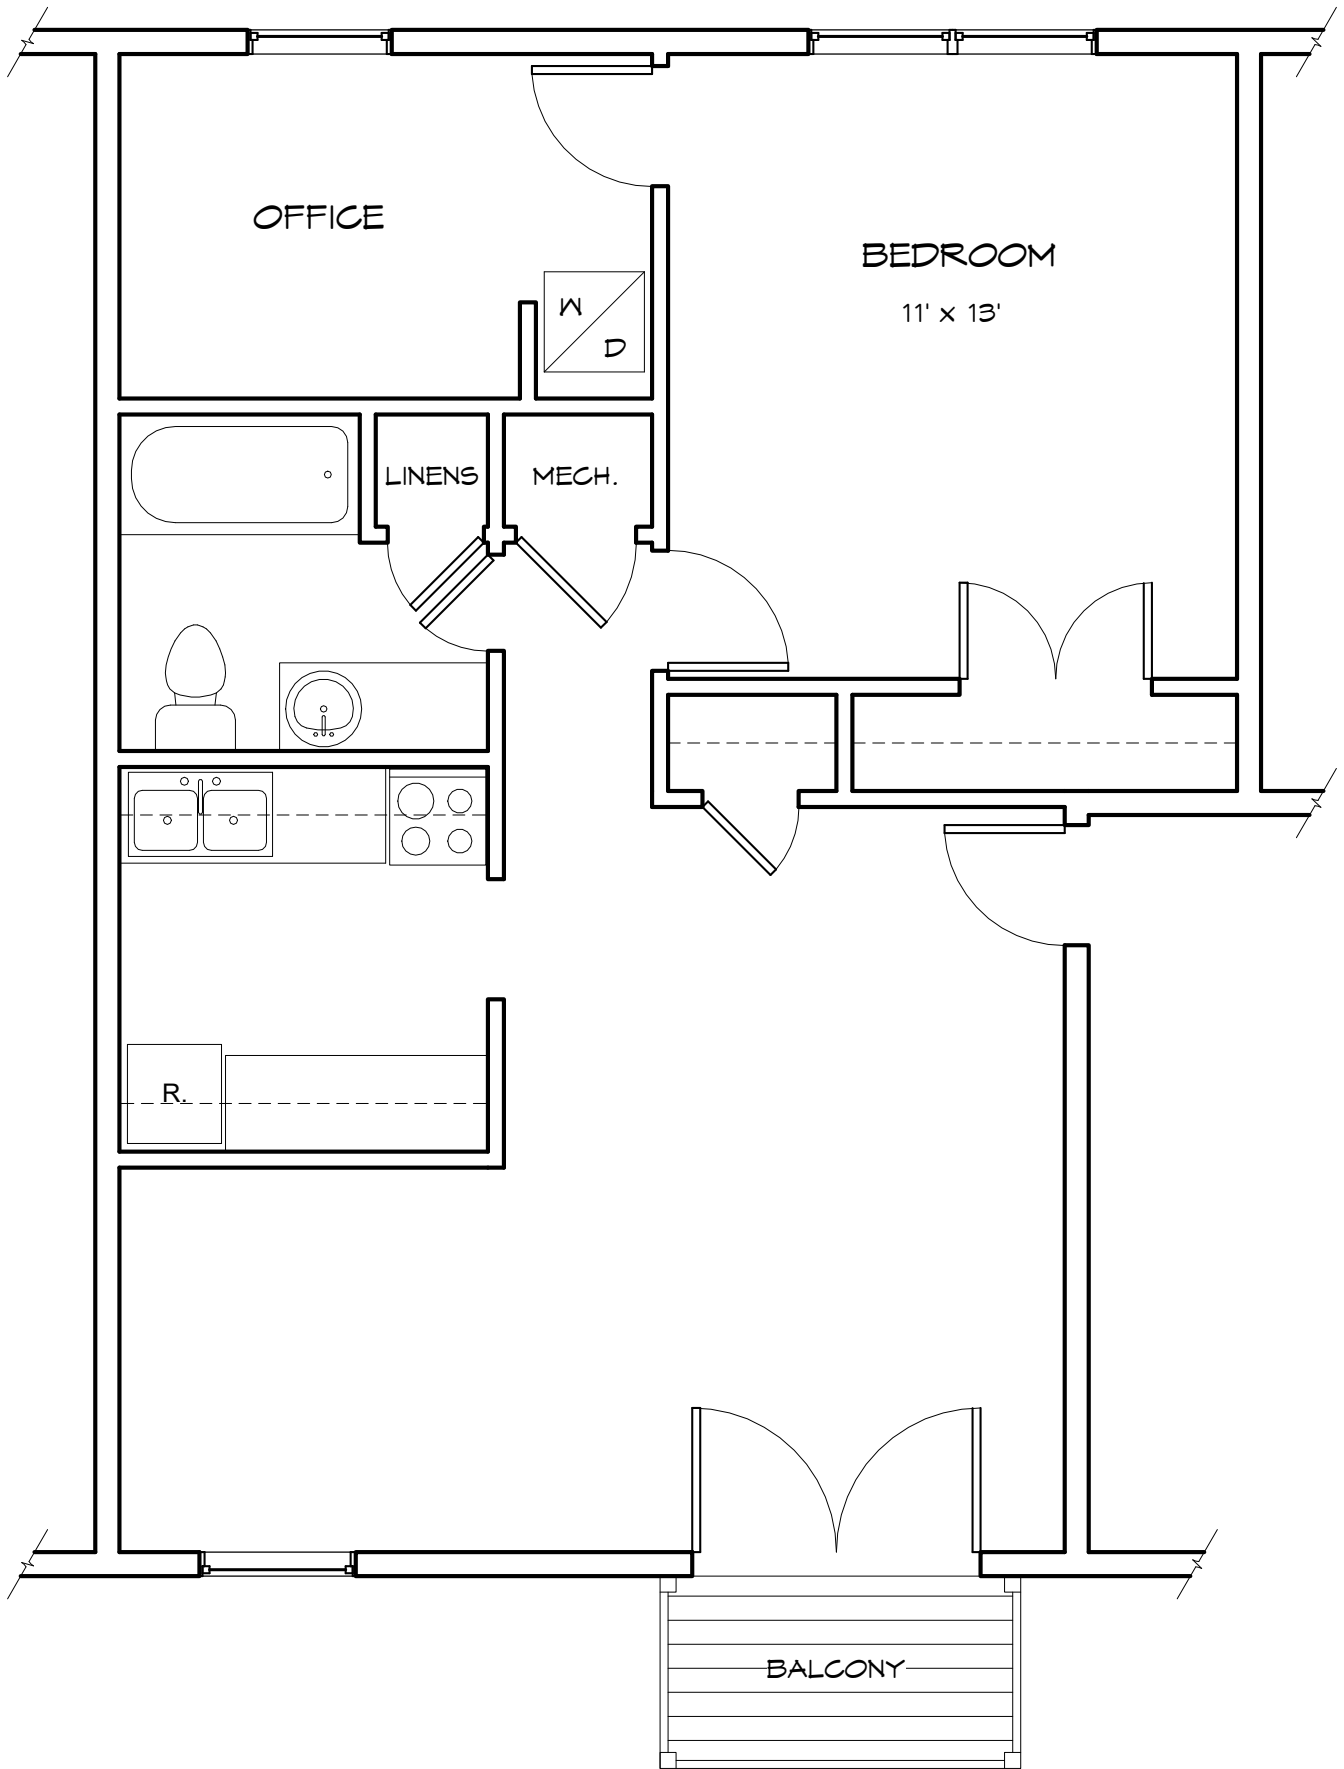 OFFICE
BEDROOM
11' x 13'
W
D
LINENS
MECH.
R.
BALCONY